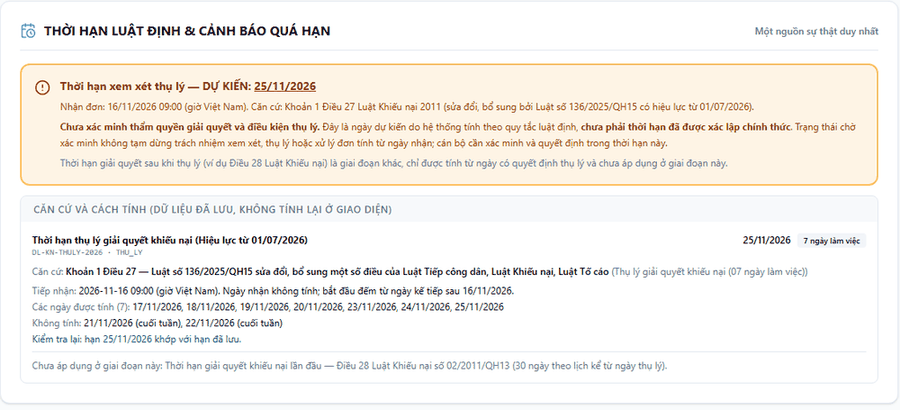 THỜI HẠN LUẬT ĐỊNH & CẢNH BÁO QUÁ HẠN
Một nguồn sự thật duy nhất
Thời hạn xem xét thụ lý — DỰ KIẾN: 25/11/2026
Nhận đơn: 16/11/2026 09:00 (giờ Việt Nam). Căn cứ: Khoản 1 Điều 27 Luật Khiếu nại 2011 (sửa đổi, bổ sung bởi Luật số 136/2025/QH15 có hiệu lực từ 01/07/2026).
Chưa xác minh thẩm quyền giải quyết và điều kiện thụ lý. Đây là ngày dự kiến do hệ thống tính theo quy tắc luật định, chưa phải thời hạn đã được xác lập chính thức. Trạng thái chờ
xác minh không tạm dừng trách nhiệm xem xét, thụ lý hoặc xử lý đơn tính từ ngày nhận; cán bộ cần xác minh và quyết định trong thời hạn này.
Thời hạn giải quyết sau khi thụ lý (ví dụ Điều 28 Luật Khiếu nại) là giai đoạn khác, chỉ được tính từ ngày có quyết định thụ lý và chưa áp dụng ở giai đoạn này.
CĂN CỨ VÀ CÁCH TÍNH (DỮ LIỆU ĐÃ LƯU, KHÔNG TÍNH LẠI Ở GIAO DIỆN)
Thời hạn thụ lý giải quyết khiếu nại (Hiệu lực từ 01/07/2026)
25/11/2026
7 ngày làm việc
DL-KN-THULY-2026 · THU_LY
Căn cứ: Khoản 1 Điều 27 — Luật số 136/2025/QH15 sửa đổi, bổ sung một số điều của Luật Tiếp công dân, Luật Khiếu nại, Luật Tố cáo (Thụ lý giải quyết khiếu nại (07 ngày làm việc))
Tiếp nhận: 2026-11-16 09:00 (giờ Việt Nam). Ngày nhận không tính; bắt đầu đếm từ ngày kế tiếp sau 16/11/2026.
Các ngày được tính (7): 17/11/2026, 18/11/2026, 19/11/2026, 20/11/2026, 23/11/2026, 24/11/2026, 25/11/2026
Không tính: 21/11/2026 (cuối tuần), 22/11/2026 (cuối tuần)
Kiểm tra lại: hạn 25/11/2026 khớp với hạn đã lưu.
Chưa áp dụng ở giai đoạn này: Thời hạn giải quyết khiếu nại lần đầu — Điều 28 Luật Khiếu nại số 02/2011/QH13 (30 ngày theo lịch kể từ ngày thụ lý).